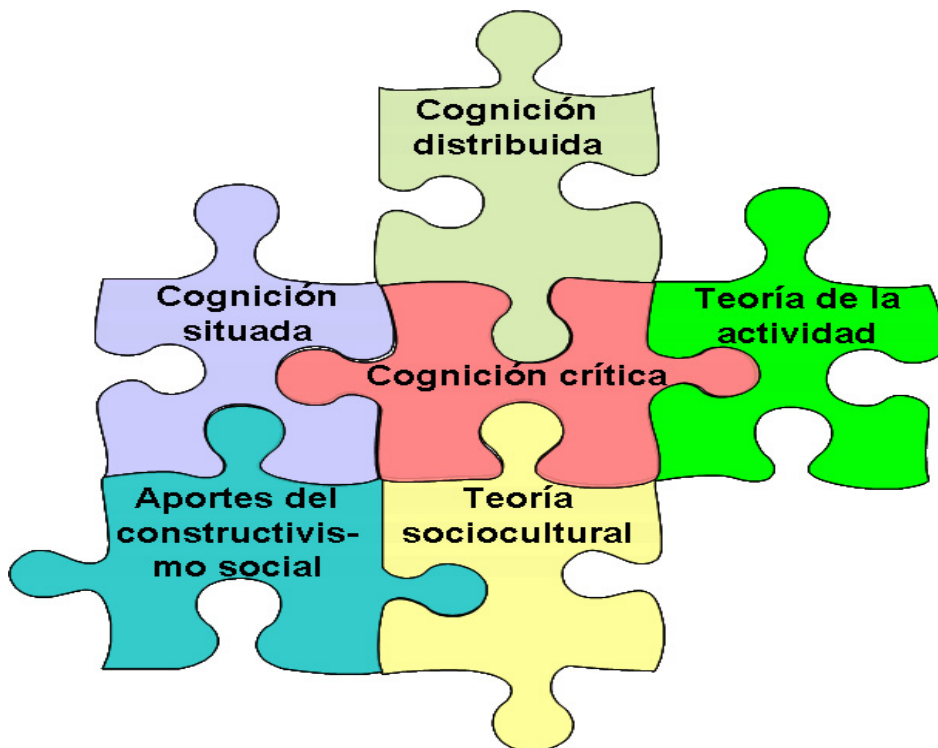 Cognición
distribuida
Cognición
situada
Teoría de la
actividad
Cognición crítica
Aportes del
constructivis-
mo social
Teoría
sociocultural